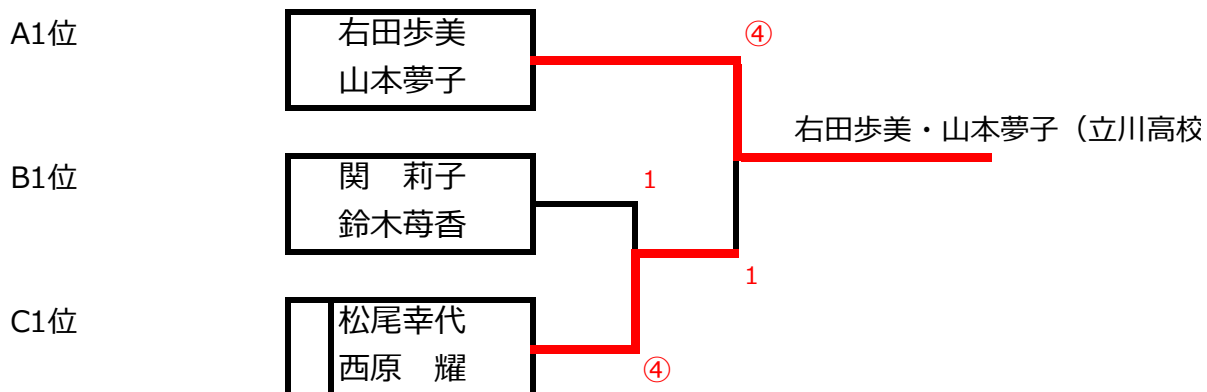 A1位
右田歩美
山本夢子
④
右田歩美・山本夢子（立川高校
B1位
関　莉子
鈴木苺香
1
1
C1位
松尾幸代
西原　耀
④